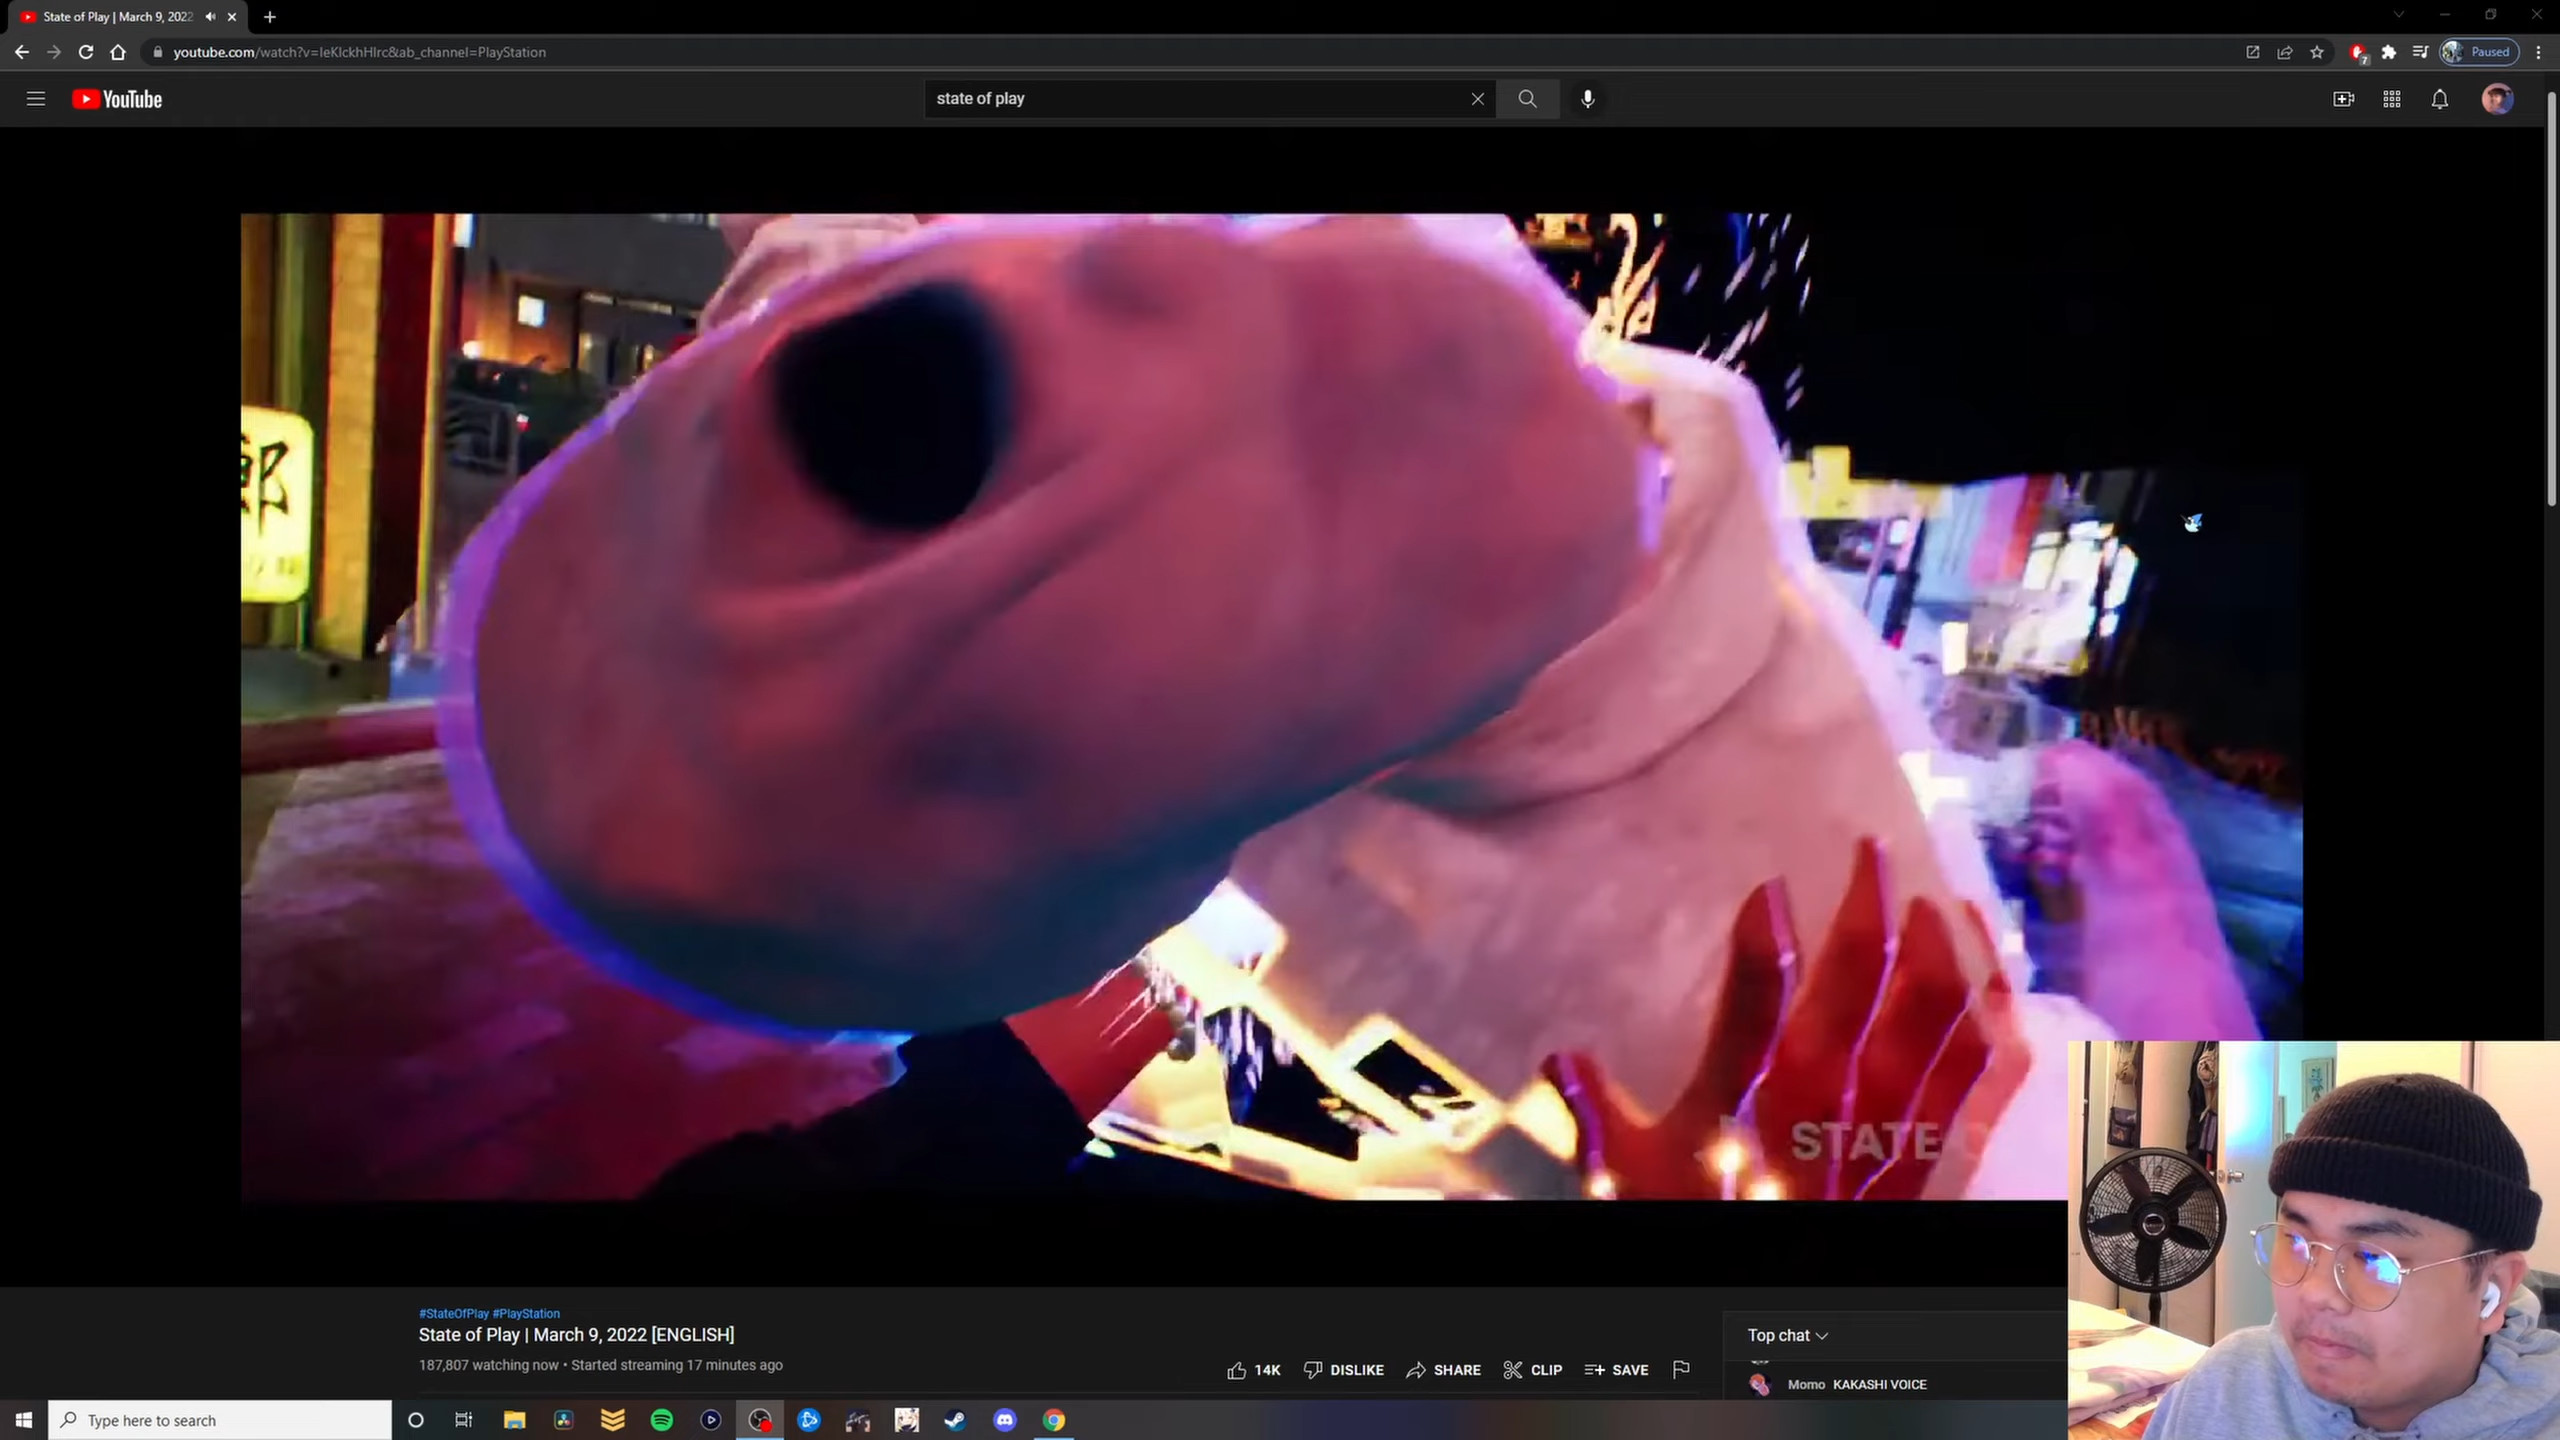 State of Play | March 9, 2022
youtube.com/watch?v=IeKIckhHIrc&ab_channel=PlayStation
7
Paused
YouTube
state of play
郎
STATE
#StateOfPlay #PlayStation
State of Play | March 9, 2022 [ENGLISH]
187,807 watching now • Started streaming 17 minutes ago
14K
DISLIKE
SHARE
CLIP
SAVE
Top chat
Momo KAKASHI VOICE
Type here to search